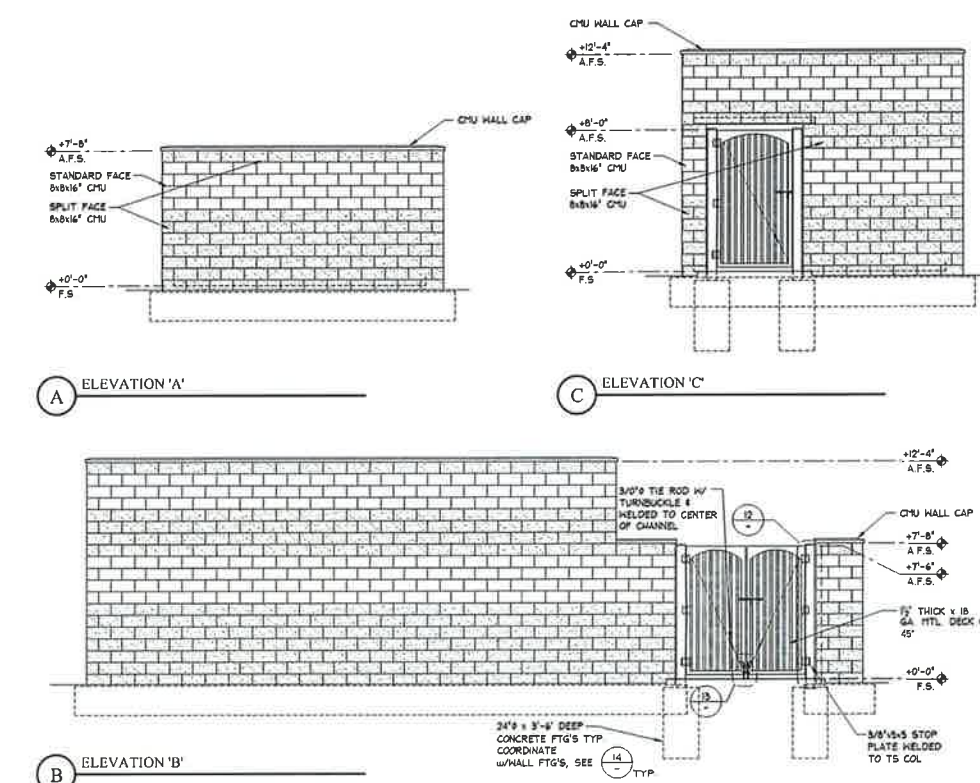 CMU WALL CAP
+7'-8"
A.F.S.
STANDARD FACE
8x8x16" CMU
SPLIT FACE
8x8x16" CMU
+0'-0"
F.S
A
ELEVATION 'A'
CMU WALL CAP
+12'-4"
A.F.S.
+8'-0"
A.F.S.
STANDARD FACE
8x8x16" CMU
SPLIT FACE
8x8x16" CMU
+0'-0"
F.S
C
ELEVATION 'C'
+12'-4"
A.F.S.
3/0"Φ TIE ROD W/
TURNBUCKLE &
WELDED TO CENTER
OF CHANNEL
12
-
CMU WALL CAP
+7'-8"
A.F.S.
+7'-6"
A.F.S.
THICK x 18
GA. MTL. DECK
45°
+0'-0"
F.S.
13
-
24"Φ x 3'-6" DEEP
CONCRETE FTG'S TYP
COORDINATE
w/WALL FTG'S, SEE
14
-
TYP.
3/8"x5x5 STOP
PLATE WELDED
TO TS COL
B
ELEVATION 'B'